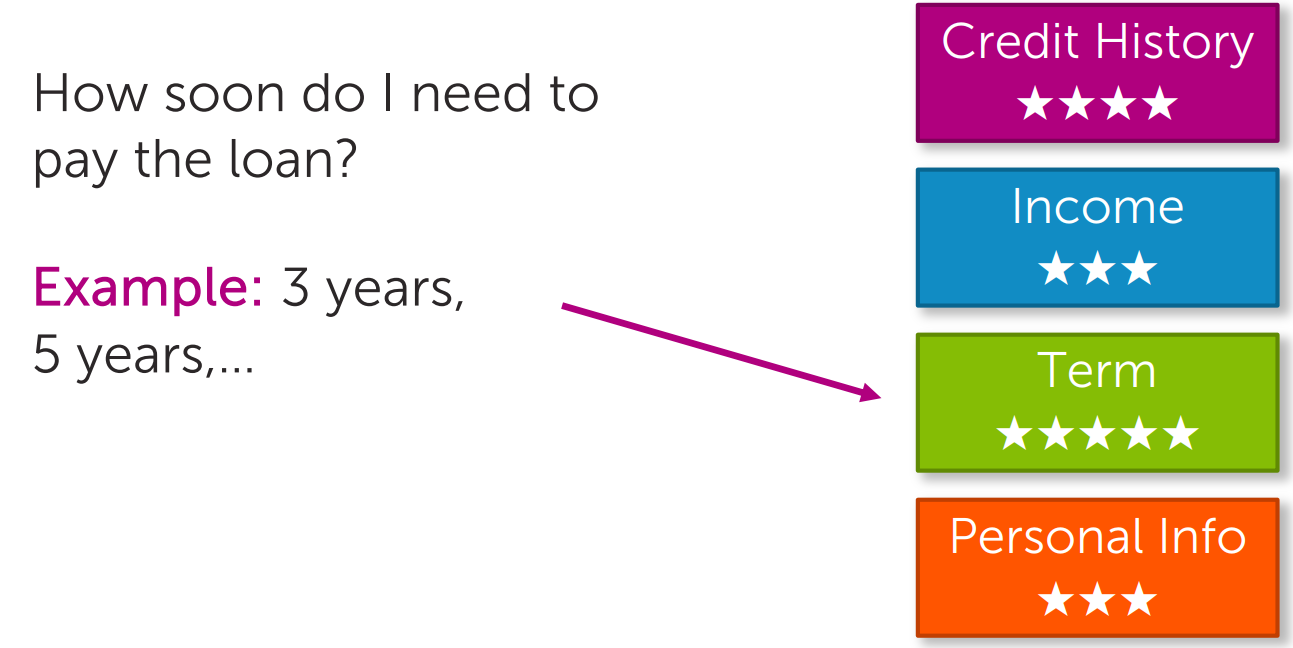 How soon do I need to
pay the loan?
Example: 3 years,
5 years,...
Credit History
★★★★
Income
★★★
Term
★★★★★
Personal Info
★★★